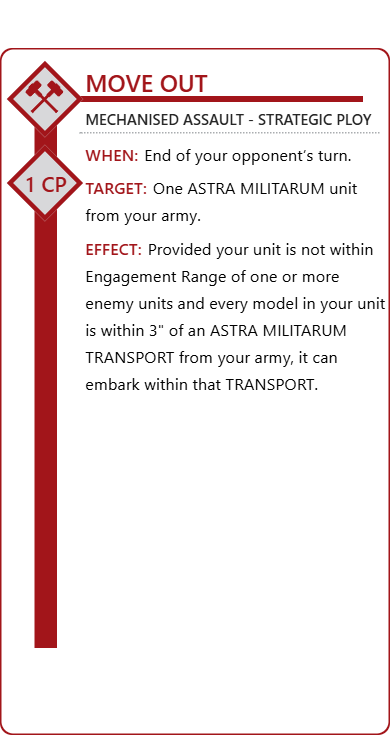 MOVE OUT
MECHANISED ASSAULT - STRATEGIC PLOY
1 CP
WHEN: End of your opponent's turn.
TARGET: One ASTRA MILITARUM unit
from your army.
EFFECT: Provided your unit is not within
Engagement Range of one or more
enemy units and every model in your unit
is within 3" of an ASTRA MILITARUM
TRANSPORT from your army, it can
embark within that TRANSPORT.